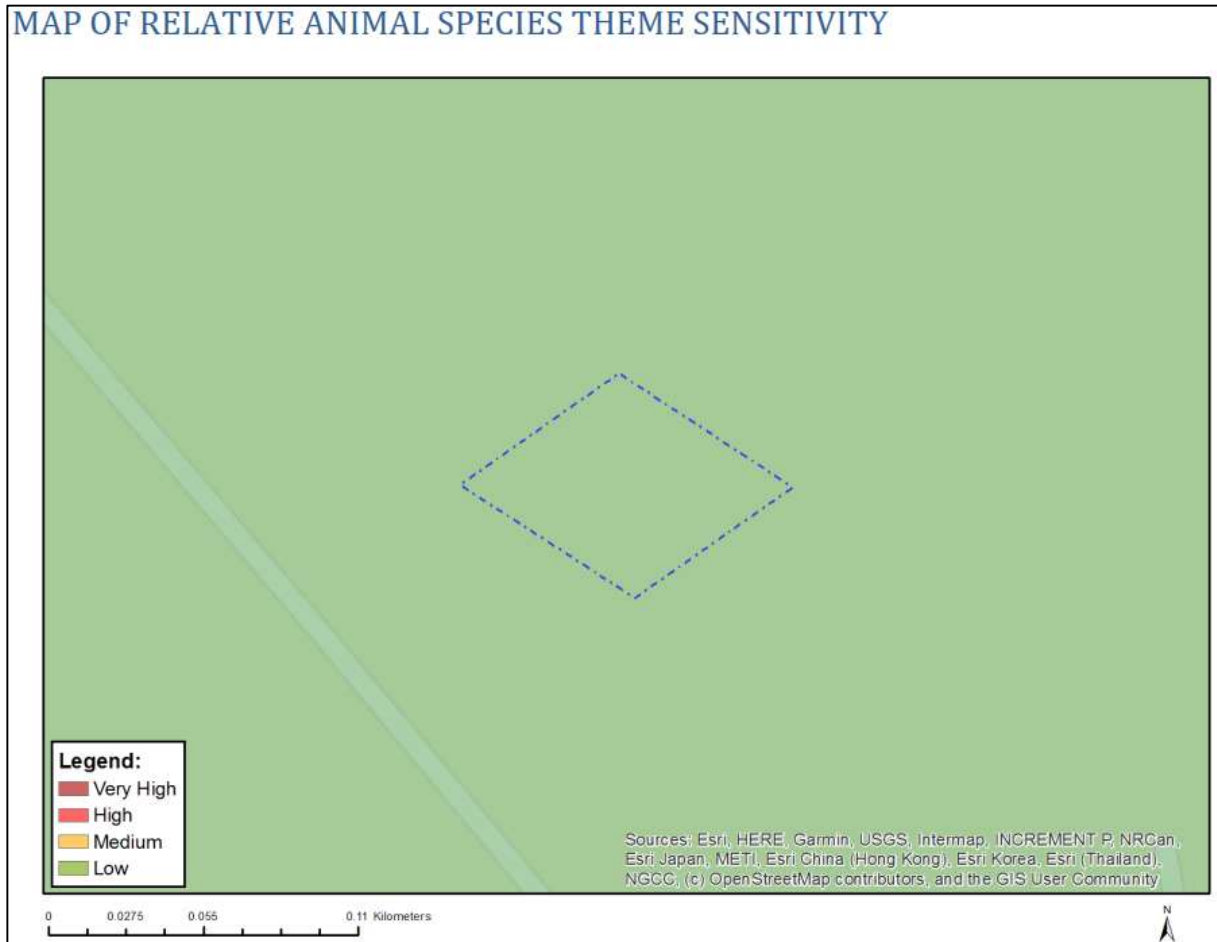 MAP OF RELATIVE ANIMAL SPECIES THEME SENSITIVITY
Legend:
Very High
High
Medium
Low
Sources: Esri, HERE, Garmin, USGS, Intermap, INCREMENT P, NRCan,
Esri Japan, METI, Esri China (Hong Kong), Esri Korea, Esri (Thailand),
NGCC, (c) OpenStreetMap contributors, and the GIS User Community
0 0.0275 0.055 0.11 Kilometers
N